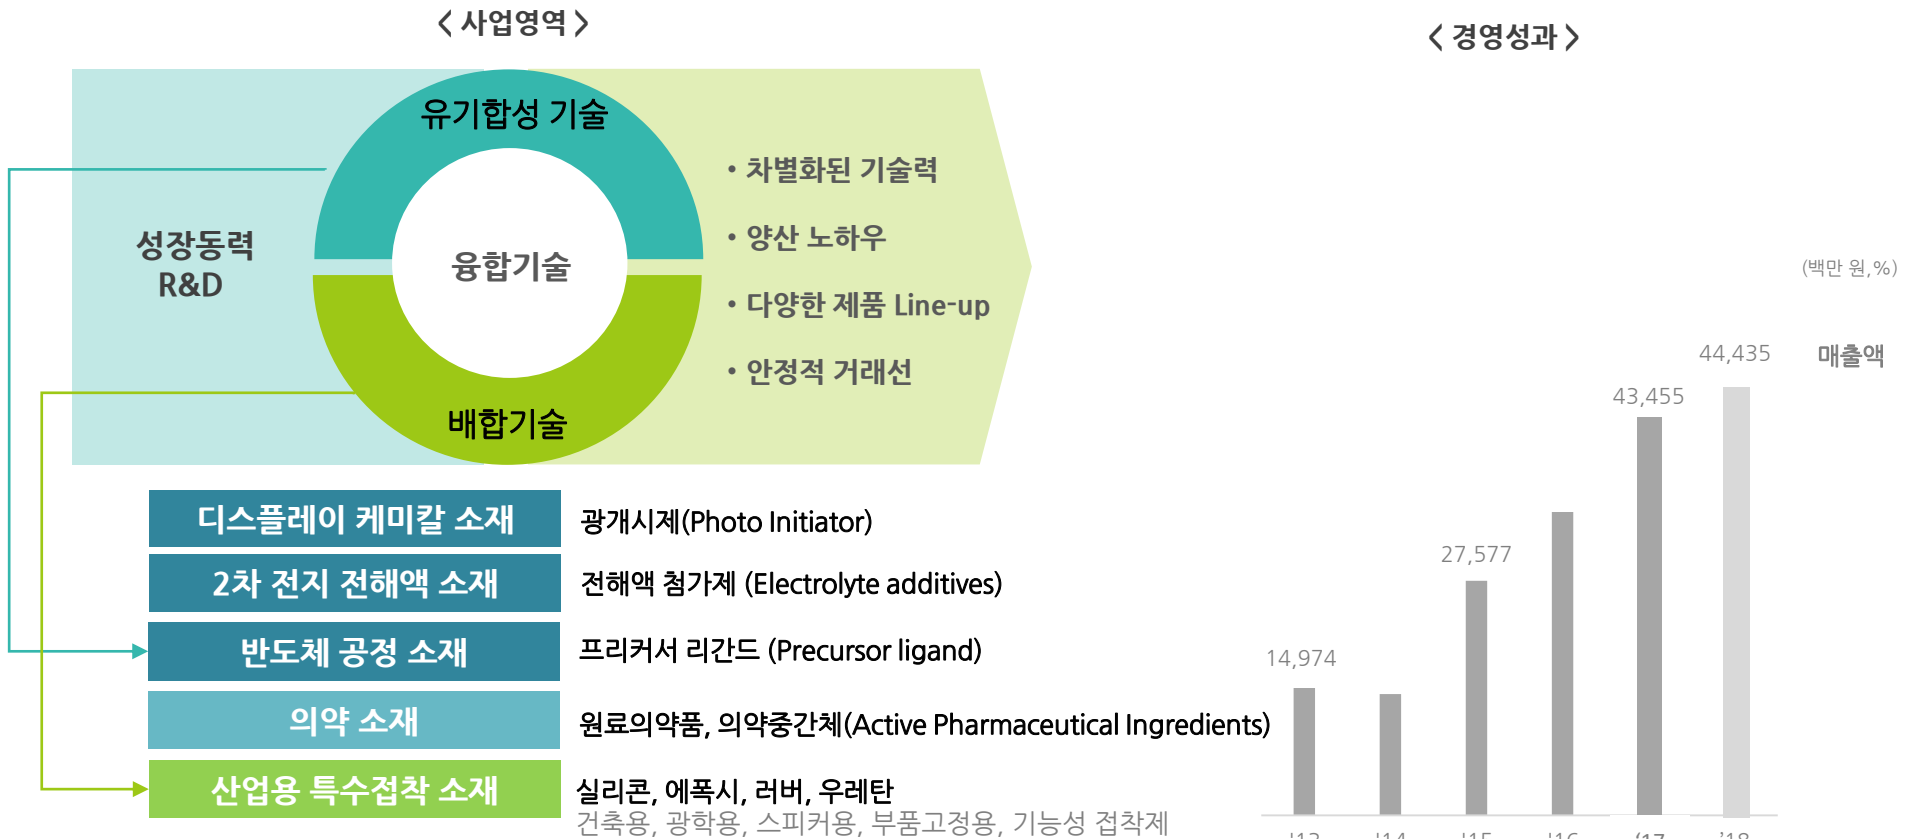 < 사업영역 >
유기합성 기술
성장동력
R&D
융합기술
배합기술
• 차별화된 기술력
• 양산 노하우
• 다양한 제품 Line-up
• 안정적 거래선
디스플레이 케미칼 소재
광개시제(Photo Initiator)
2차 전지 전해액 소재
전해액 첨가제 (Electrolyte additives)
반도체 공정 소재
프리커서 리간드 (Precursor ligand)
의약 소재
원료의약품, 의약중간체(Active Pharmaceutical Ingredients)
산업용 특수접착 소재
실리콘, 에폭시, 러버, 우레탄
건축용, 광학용, 스피커용, 부품고정용, 기능성 접착제
< 경영성과 >
(백만 원,%)
매출액
14,974
27,577
43,455
44,435
'13
'14
'15
'16
‘17
’18